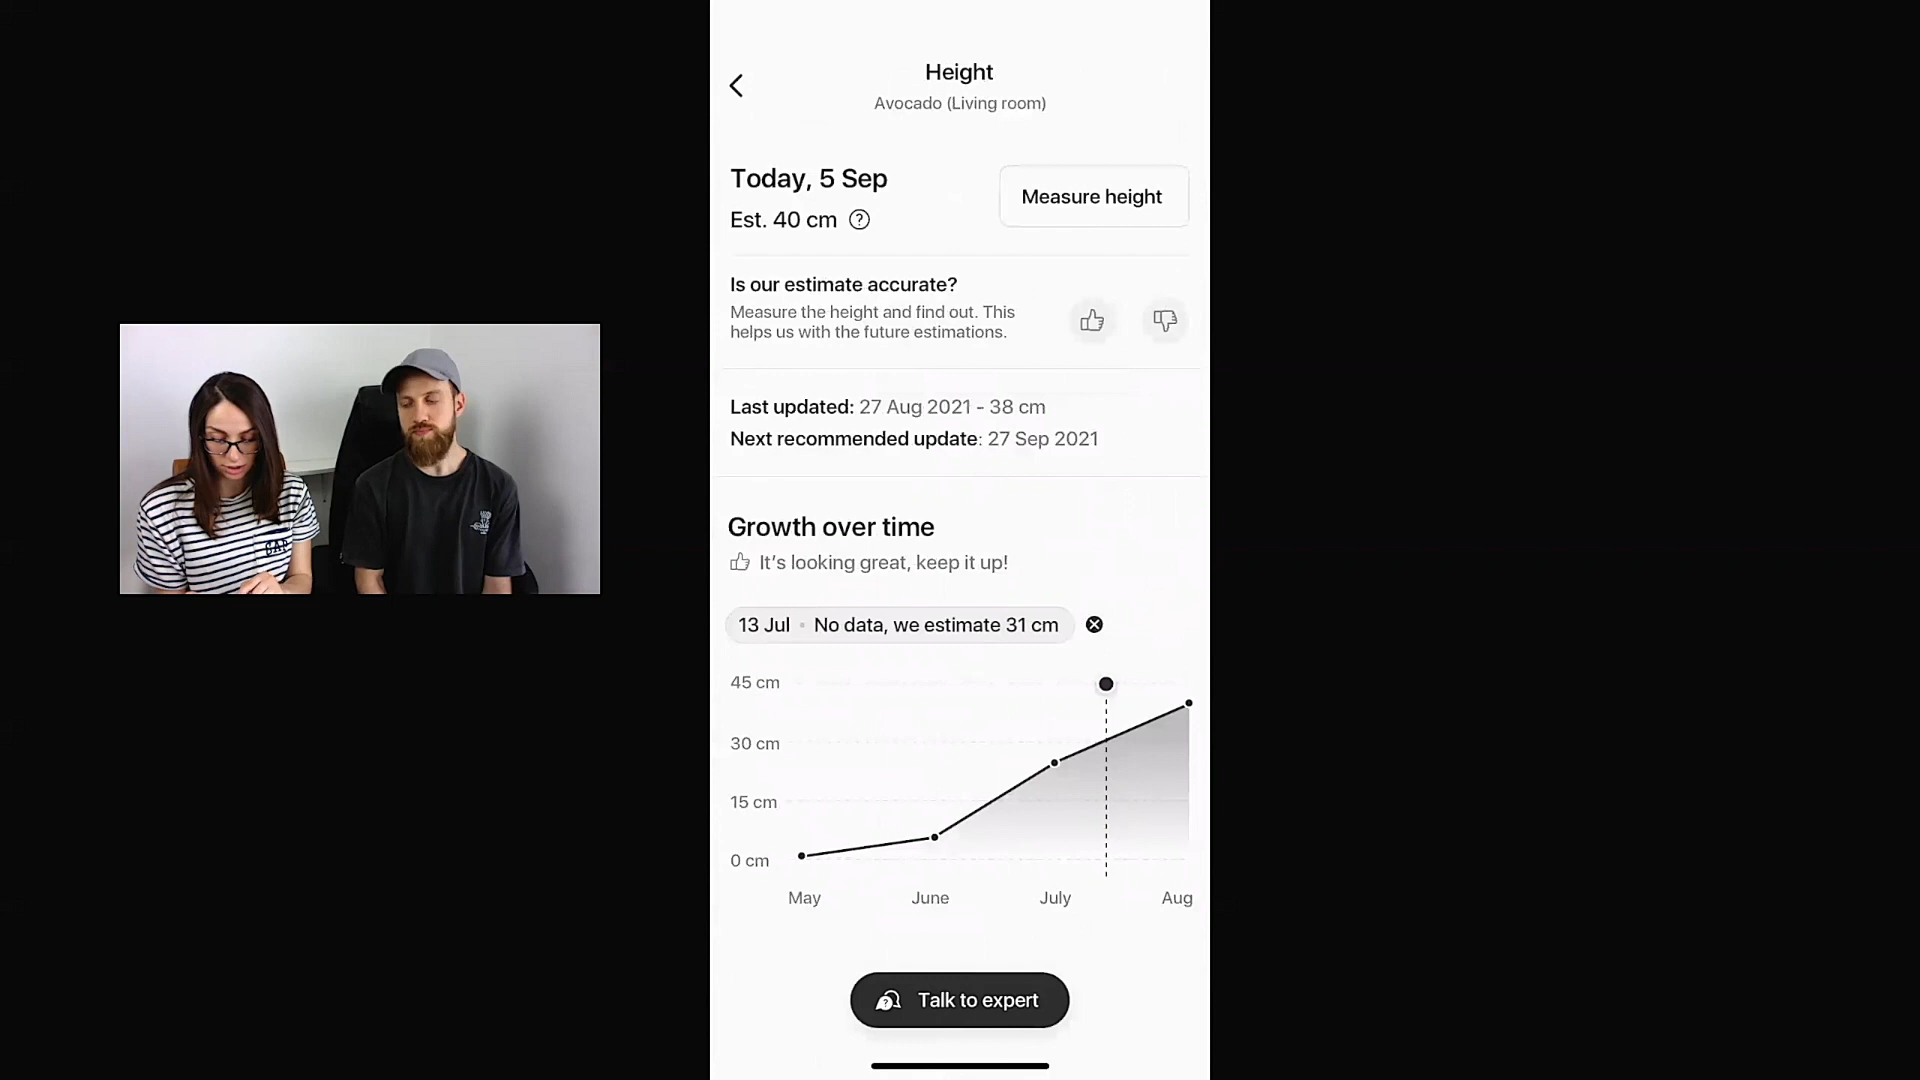 Height
Avocado (Living room)
Today, 5 Sep
Est. 40 cm ?
Measure height
Is our estimate accurate?
Measure the height and find out. This
helps us with the future estimations.
Last updated: 27 Aug 2021 - 38 cm
Next recommended update: 27 Sep 2021
Growth over time
It’s looking great, keep it up!
13 Jul • No data, we estimate 31 cm
45 cm
30 cm
15 cm
0 cm
May June July Aug
? Talk to expert
GAP